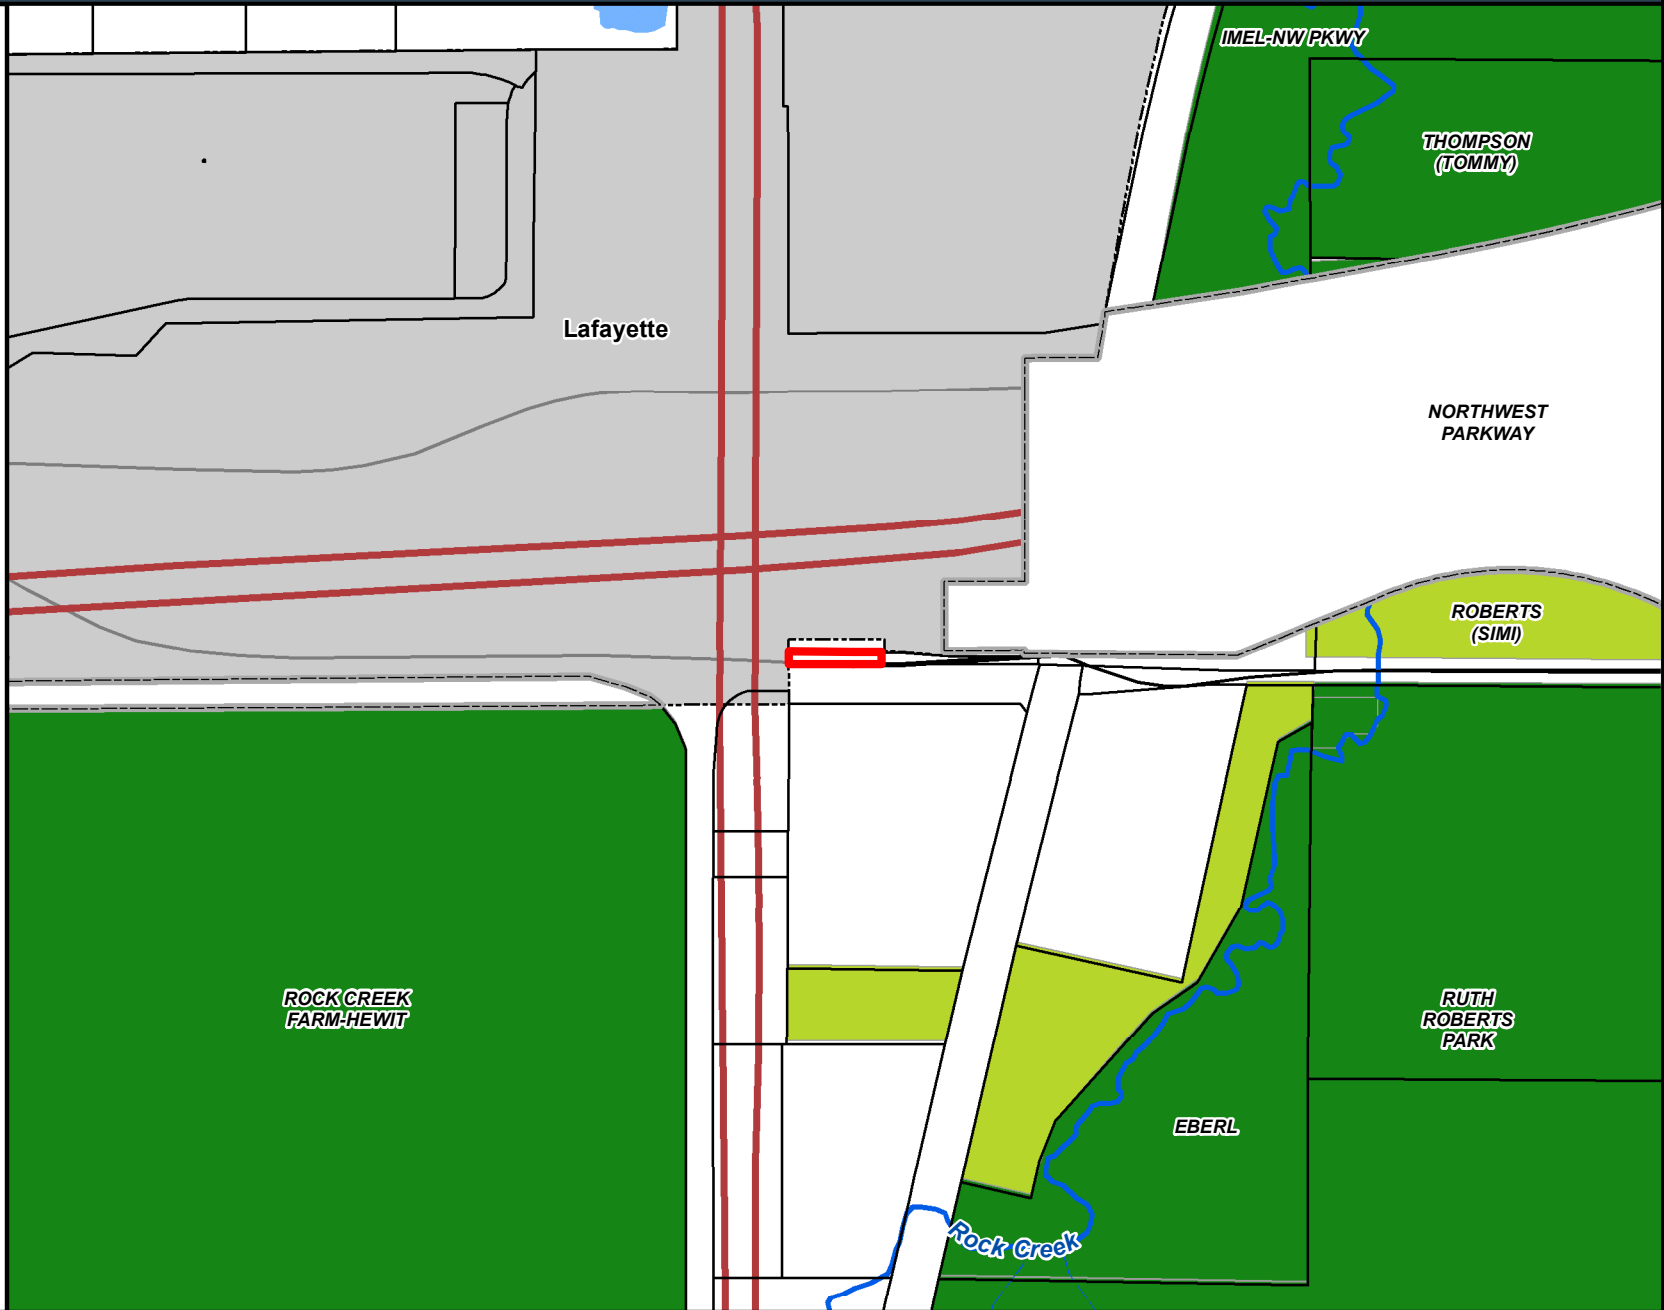 IMEL-NW PKWY
THOMPSON
(TOMMY)
Lafayette
NORTHWEST
PARKWAY
ROBERTS
(SIMI)
ROCK CREEK
FARM-HEWIT
RUTH
ROBERTS
PARK
EBERL
Rock Creek